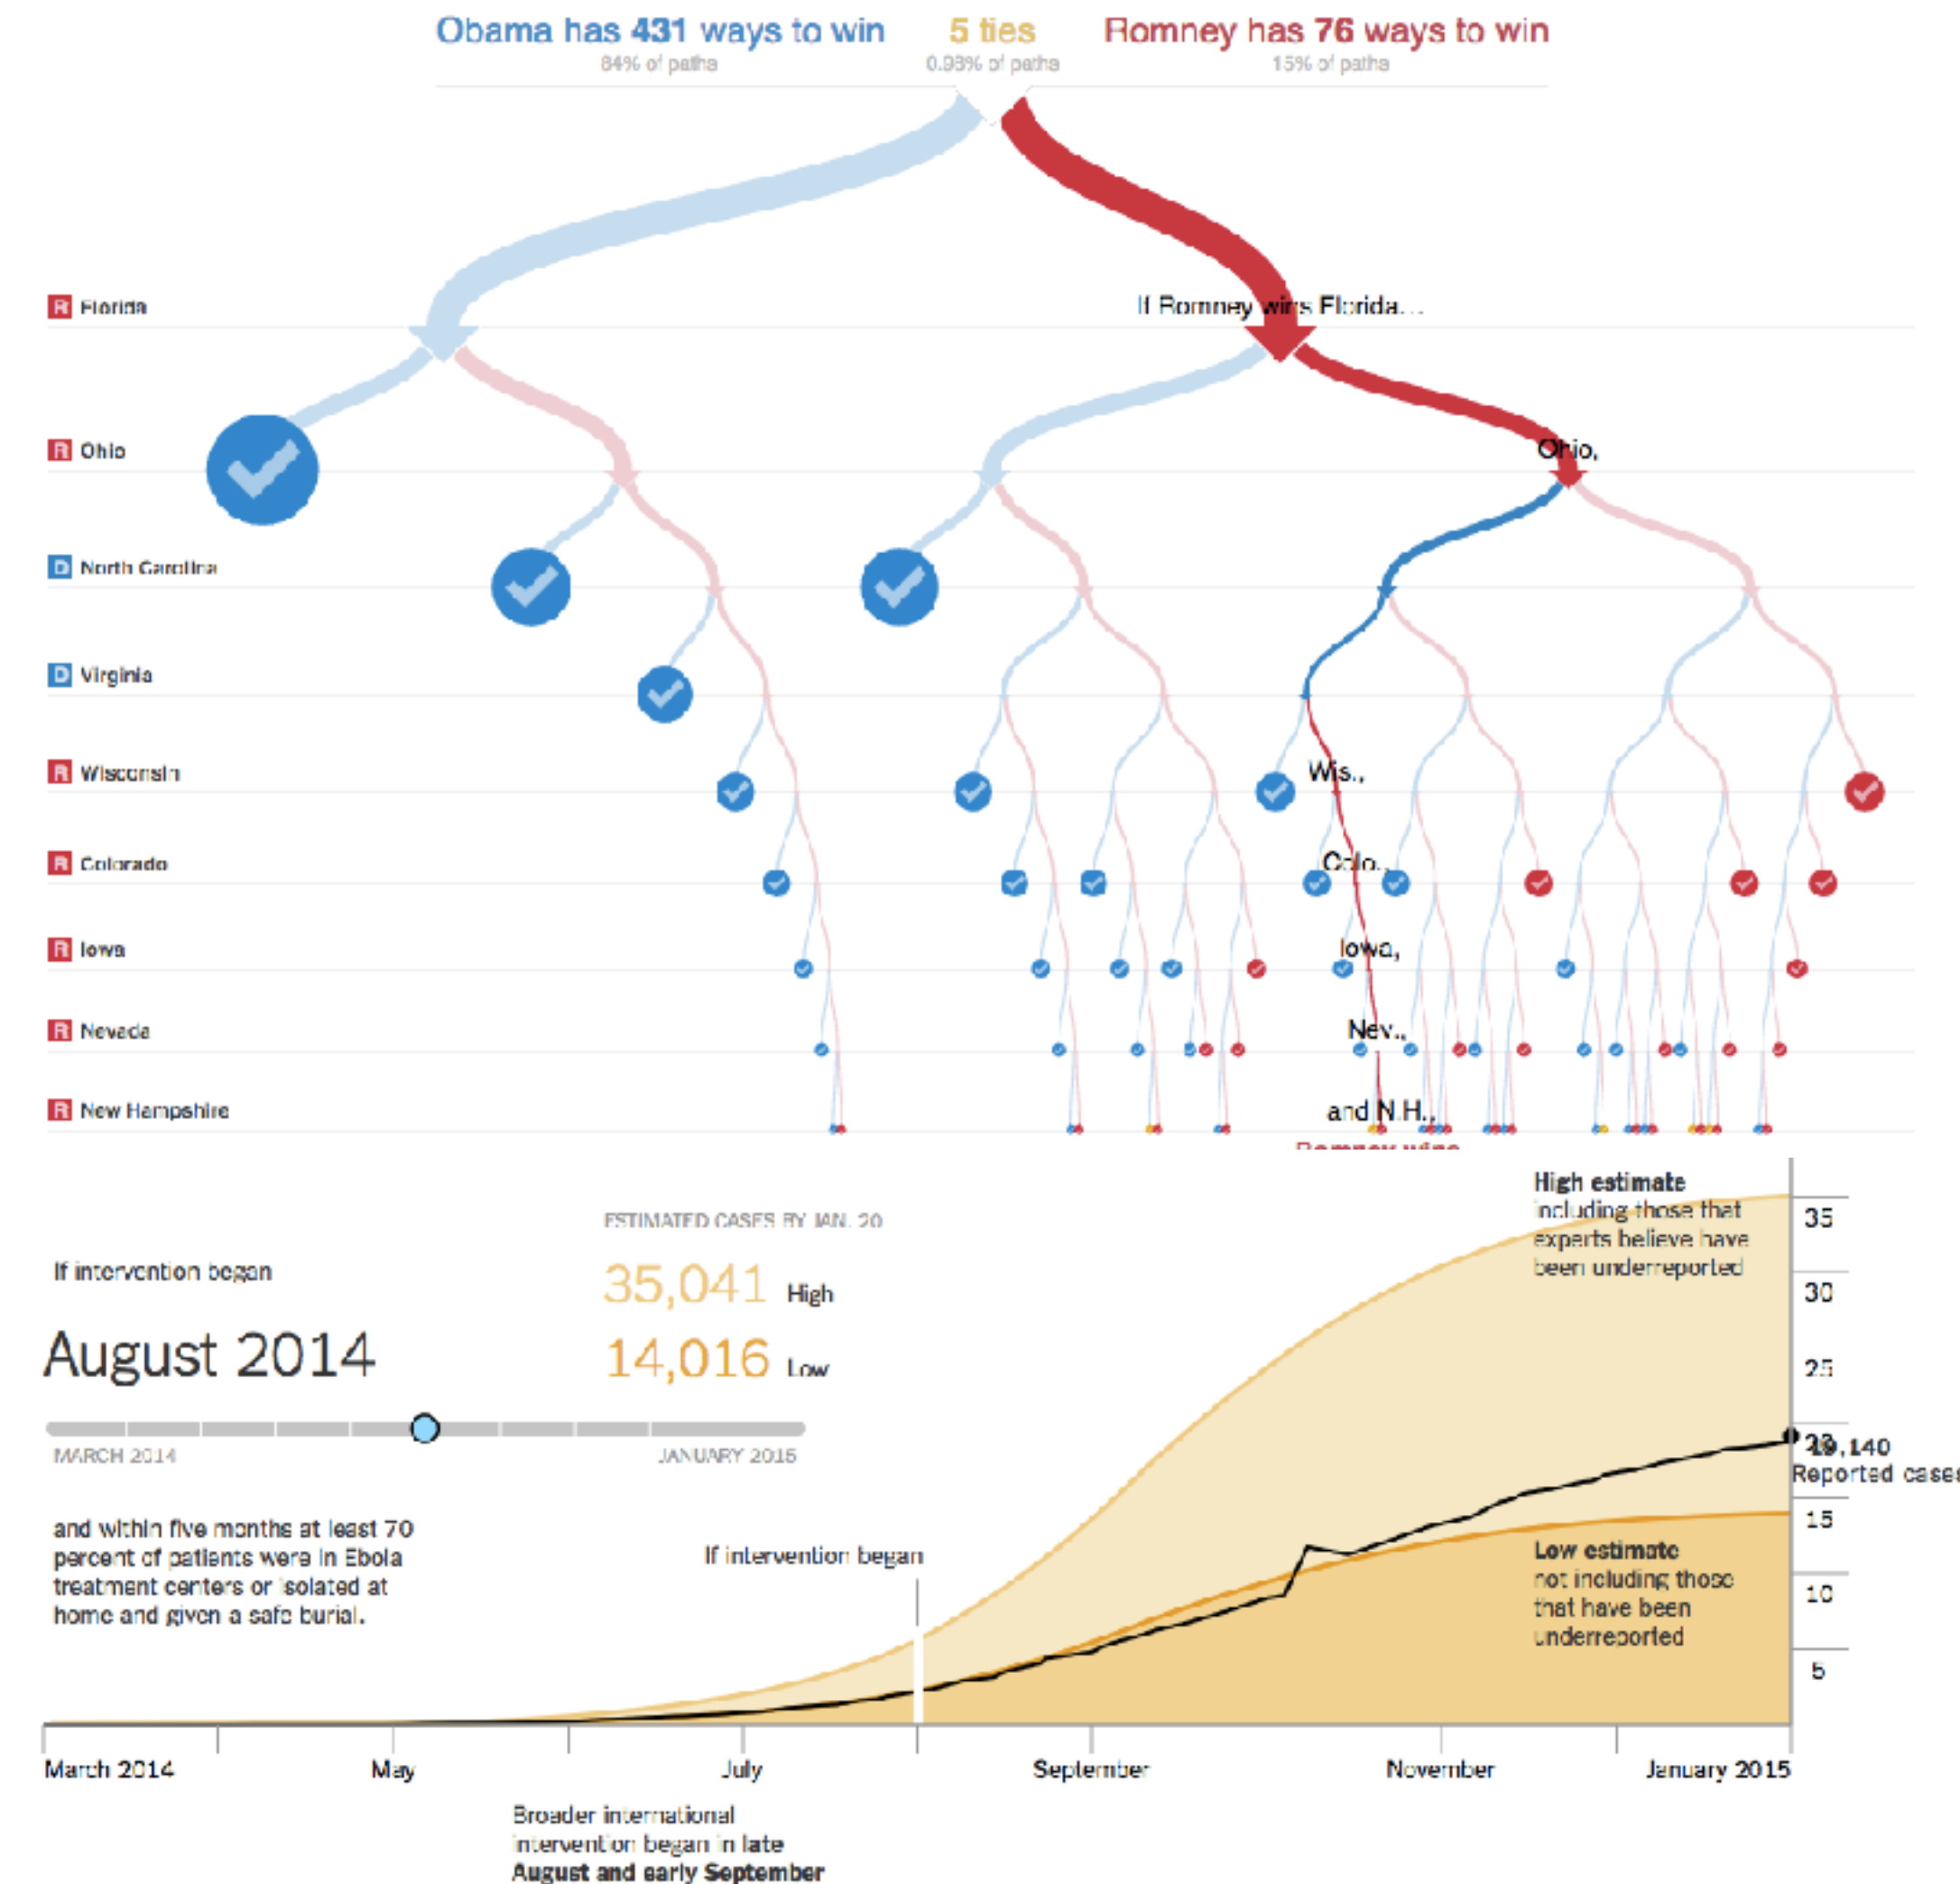 Obama has 431 ways to win 5 ties Romney has 76 ways to win
84% of paths 0.98% of paths 15% of paths
R Florida If Romney wins Florida...
R Ohio Ohio,
D North Carolina
D Virginia
R Wisconsin Wis.,
R Colorado Colo.,
R Iowa Iowa,
R Nevada Nev.,
R New Hampshire and N.H.,
Romney wins
ESTIMATED CASES BY JAN. 20
If intervention began
35,041 High
August 2014
14,016 Low
MARCH 2014 JANUARY 2015
and within five months at least 70
percent of patients were in Ebola
treatment centers or isolated at
home and given a safe burial.
If intervention began
High estimate
including those that
experts believe have
been underreported
35
30
25
20
19,140
Reported cases
15
Low estimate
not including those
that have been
underreported
10
5
March 2014 May July September November January 2015
Broader international
intervention began in late
August and early September